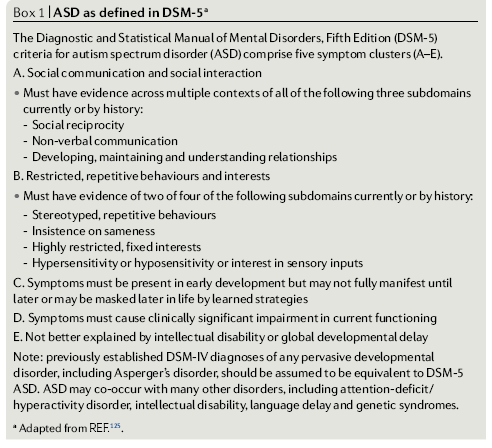 Box 1 | ASD as defined in DSM-5ᵃ
The Diagnostic and Statistical Manual of Mental Disorders, Fifth Edition (DSM-5)
criteria for autism spectrum disorder (ASD) comprise five symptom clusters (A–E).
A. Social communication and social interaction
• Must have evidence across multiple contexts of all of the following three subdomains
currently or by history:
- Social reciprocity
- Non-verbal communication
- Developing, maintaining and understanding relationships
B. Restricted, repetitive behaviours and interests
• Must have evidence of two of four of the following subdomains currently or by history:
- Stereotyped, repetitive behaviours
- Insistence on sameness
- Highly restricted, fixed interests
- Hypersensitivity or hyposensitivity or interest in sensory inputs
C. Symptoms must be present in early development but may not fully manifest until
later or may be masked later in life by learned strategies
D. Symptoms must cause clinically significant impairment in current functioning
E. Not better explained by intellectual disability or global developmental delay
Note: previously established DSM-IV diagnoses of any pervasive developmental
disorder, including Asperger's disorder, should be assumed to be equivalent to DSM-5
ASD. ASD may co-occur with many other disorders, including attention-deficit/
hyperactivity disorder, intellectual disability, language delay and genetic syndromes.
ᵃ Adapted from REF.¹²⁵.